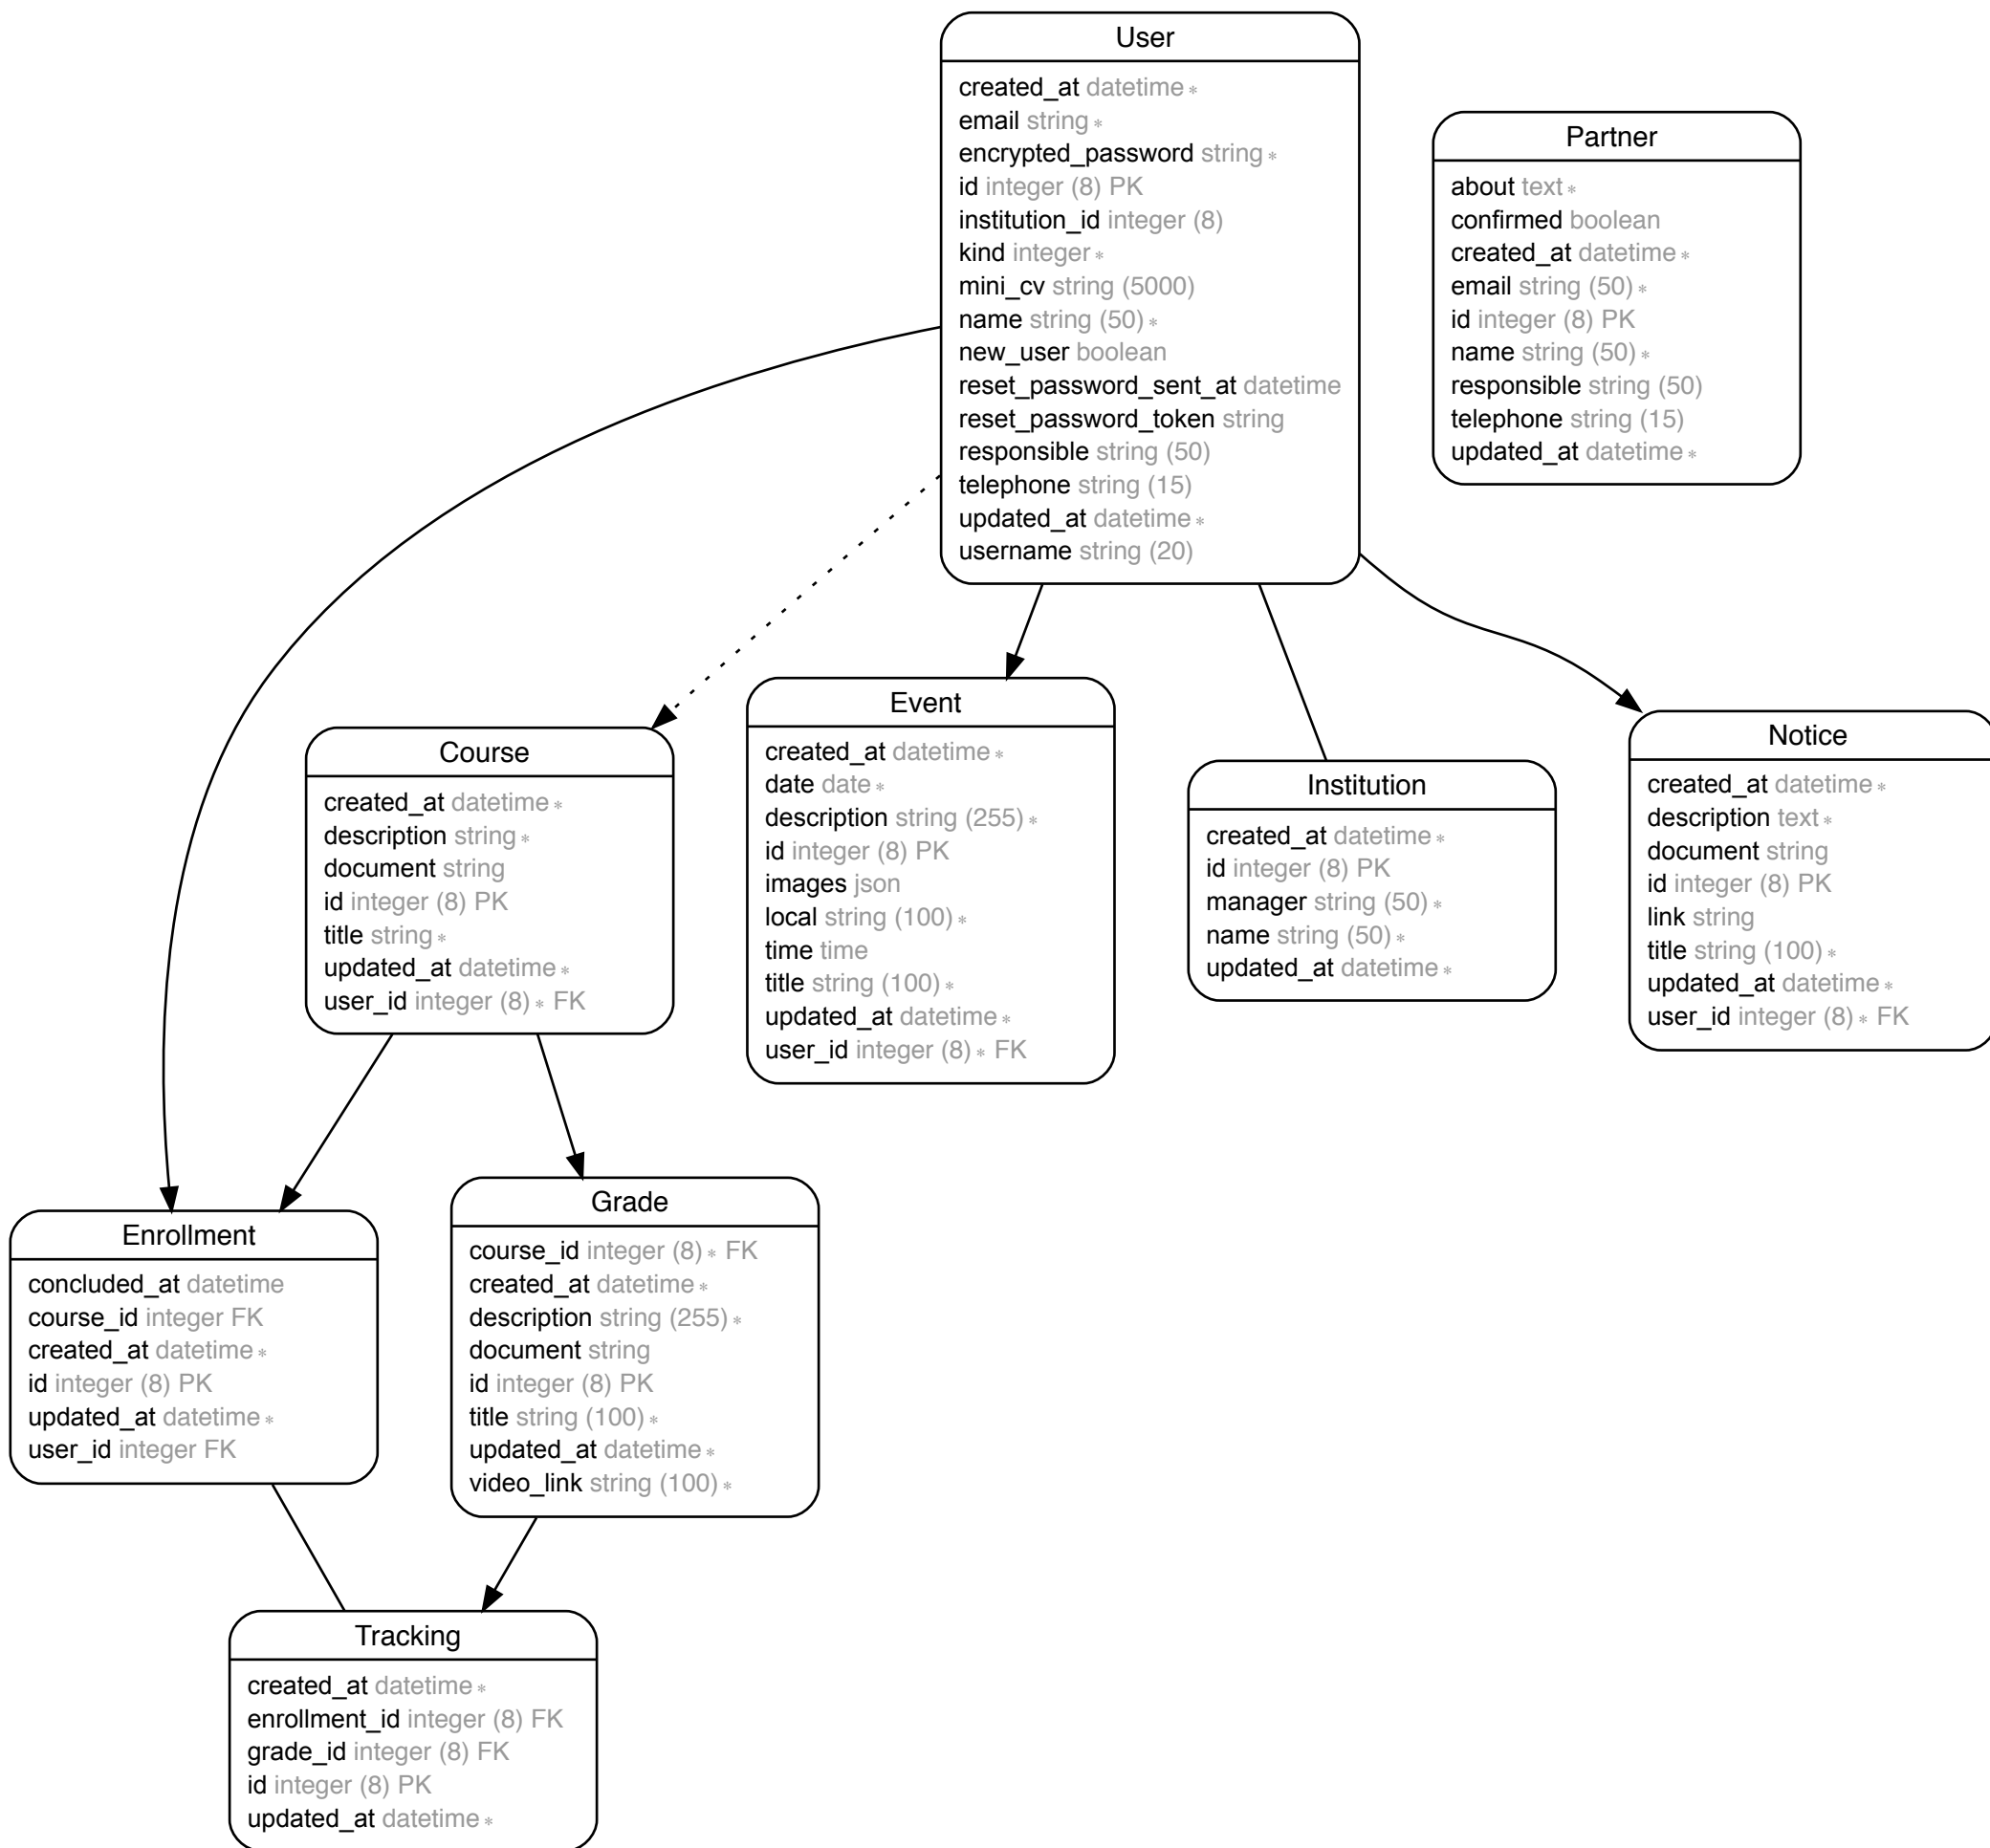 User
created_at datetime ∗
email string ∗
encrypted_password string ∗
id integer (8) PK
institution_id integer (8)
kind integer ∗
mini_cv string (5000)
name string (50) ∗
new_user boolean
reset_password_sent_at datetime
reset_password_token string
responsible string (50)
telephone string (15)
updated_at datetime ∗
username string (20)
Partner
about text ∗
confirmed boolean
created_at datetime ∗
email string (50) ∗
id integer (8) PK
name string (50) ∗
responsible string (50)
telephone string (15)
updated_at datetime ∗
Course
created_at datetime ∗
description string ∗
document string
id integer (8) PK
title string ∗
updated_at datetime ∗
user_id integer (8) ∗ FK
Event
created_at datetime ∗
date date ∗
description string (255) ∗
id integer (8) PK
images json
local string (100) ∗
time time
title string (100) ∗
updated_at datetime ∗
user_id integer (8) ∗ FK
Institution
created_at datetime ∗
id integer (8) PK
manager string (50) ∗
name string (50) ∗
updated_at datetime ∗
Notice
created_at datetime ∗
description text ∗
document string
id integer (8) PK
link string
title string (100) ∗
updated_at datetime ∗
user_id integer (8) ∗ FK
Enrollment
concluded_at datetime
course_id integer FK
created_at datetime ∗
id integer (8) PK
updated_at datetime ∗
user_id integer FK
Grade
course_id integer (8) ∗ FK
created_at datetime ∗
description string (255) ∗
document string
id integer (8) PK
title string (100) ∗
updated_at datetime ∗
video_link string (100) ∗
Tracking
created_at datetime ∗
enrollment_id integer (8) FK
grade_id integer (8) FK
id integer (8) PK
updated_at datetime ∗